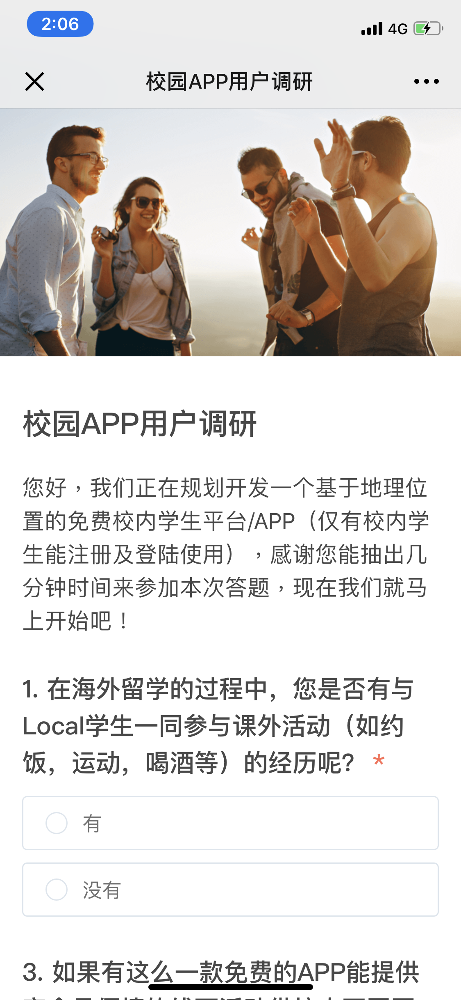 2:06
4G
校园APP用户调研
校园APP用户调研
您好，我们正在规划开发一个基于地理位
置的免费校内学生平台/APP（仅有校内学
生能注册及登陆使用），感谢您能抽出几
分钟时间来参加本次答题，现在我们就马
上开始吧！
1. 在海外留学的过程中，您是否有与
Local学生一同参与课外活动（如约
饭，运动，喝酒等）的经历呢？ *
有
没有
3. 如果有这么一款免费的APP能提供